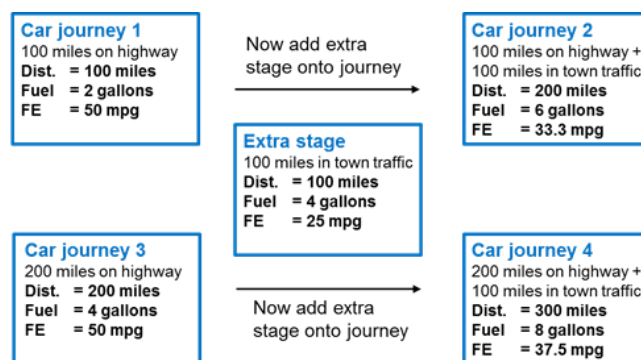 Car journey 1
100 miles on highway
Dist. = 100 miles
Fuel = 2 gallons
FE = 50 mpg
Now add extra
stage onto journey
Car journey 2
100 miles on highway +
100 miles in town traffic
Dist. = 200 miles
Fuel = 6 gallons
FE = 33.3 mpg
Extra stage
100 miles in town traffic
Dist. = 100 miles
Fuel = 4 gallons
FE = 25 mpg
Car journey 3
200 miles on highway
Dist. = 200 miles
Fuel = 4 gallons
FE = 50 mpg
Now add extra
stage onto journey
Car journey 4
200 miles on highway +
100 miles in town traffic
Dist. = 300 miles
Fuel = 8 gallons
FE = 37.5 mpg